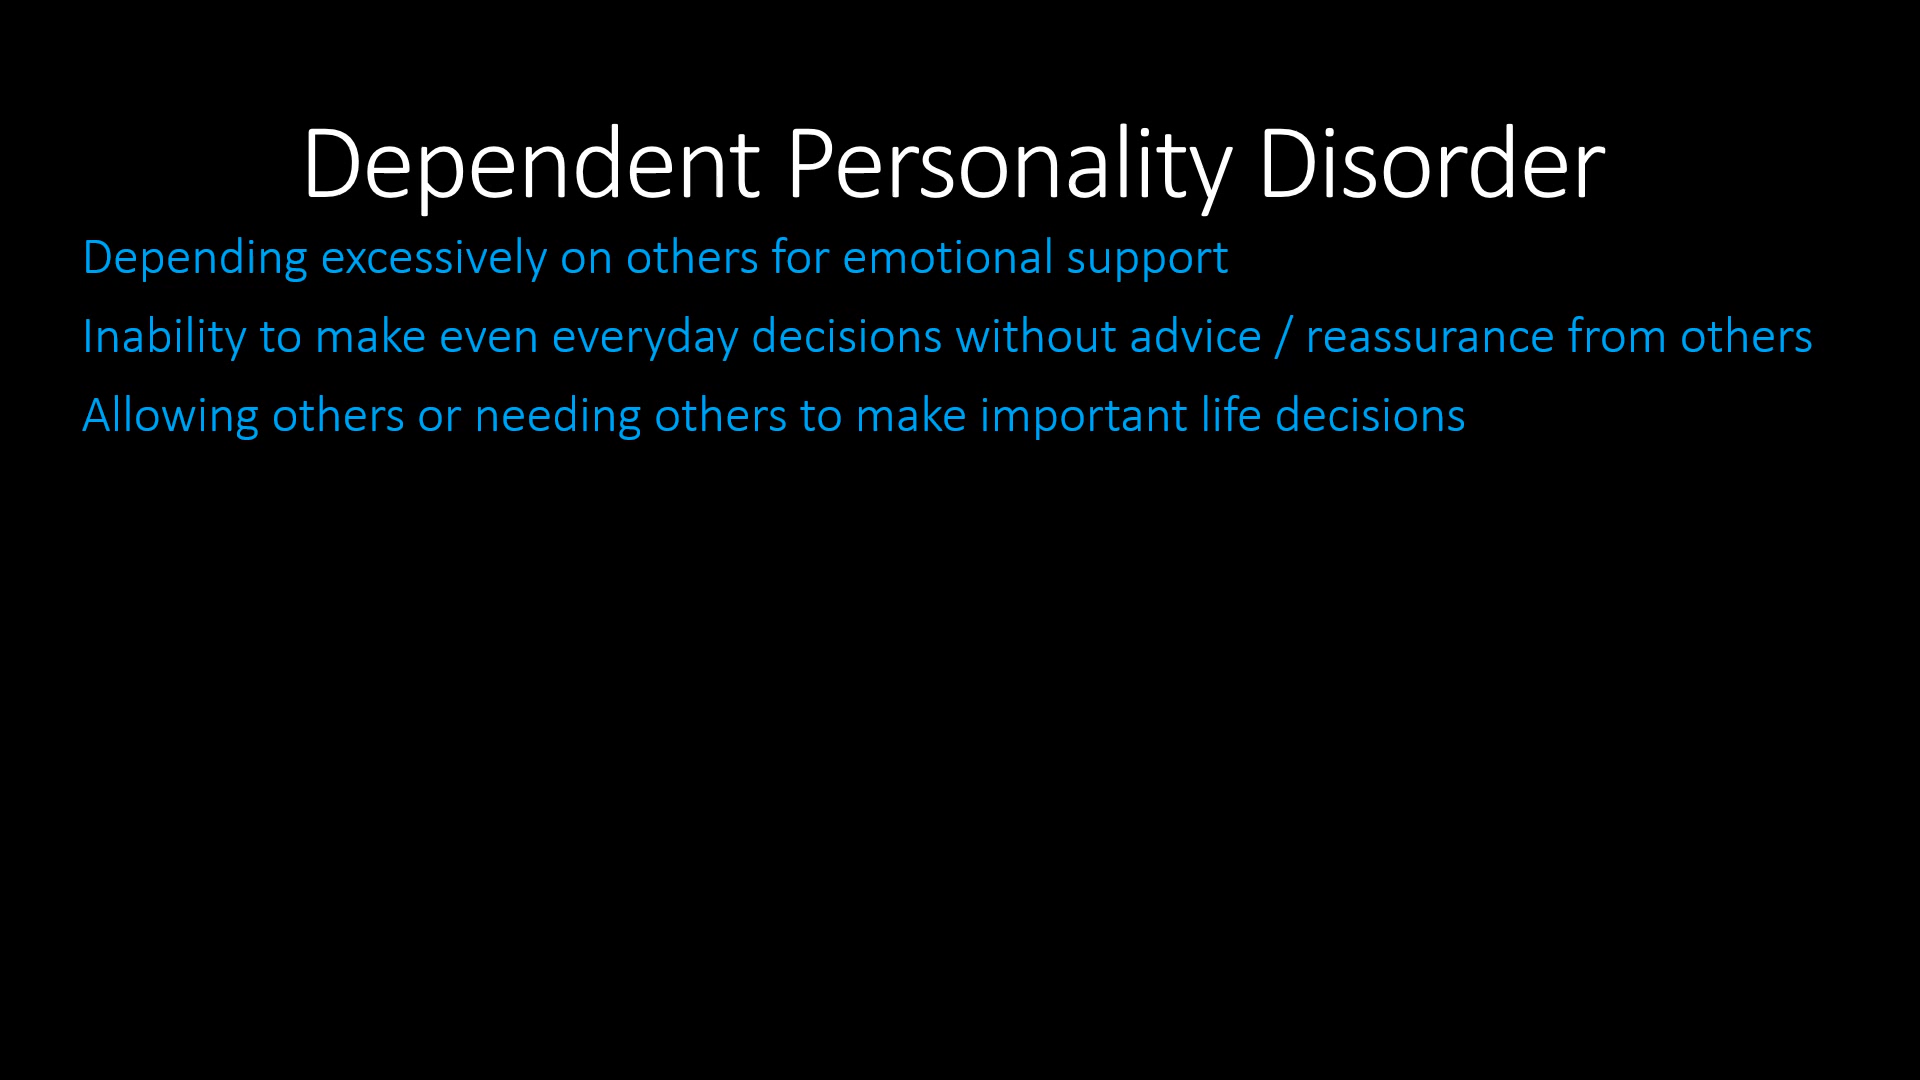 Dependent Personality Disorder
Depending excessively on others for emotional support
Inability to make even everyday decisions without advice / reassurance from others
Allowing others or needing others to make important life decisions